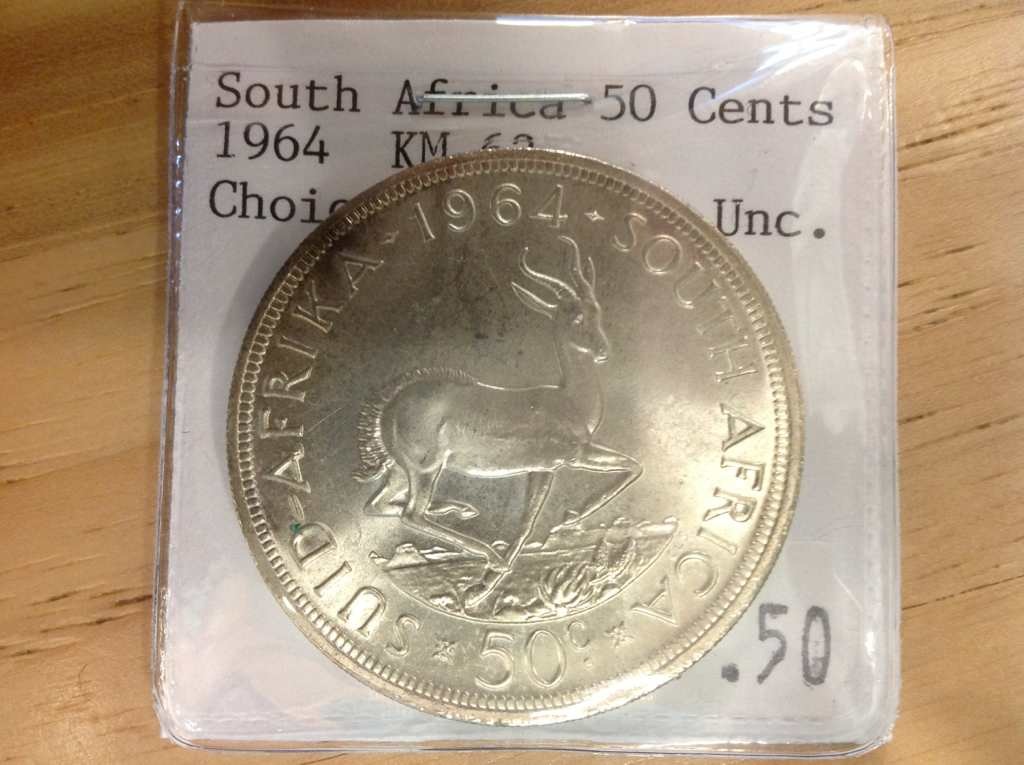 South Africa 50 Cents
1964 KM
Unc.
SUID-AFRIKA · 1964 · SOUTH AFRICA
50c.
.50